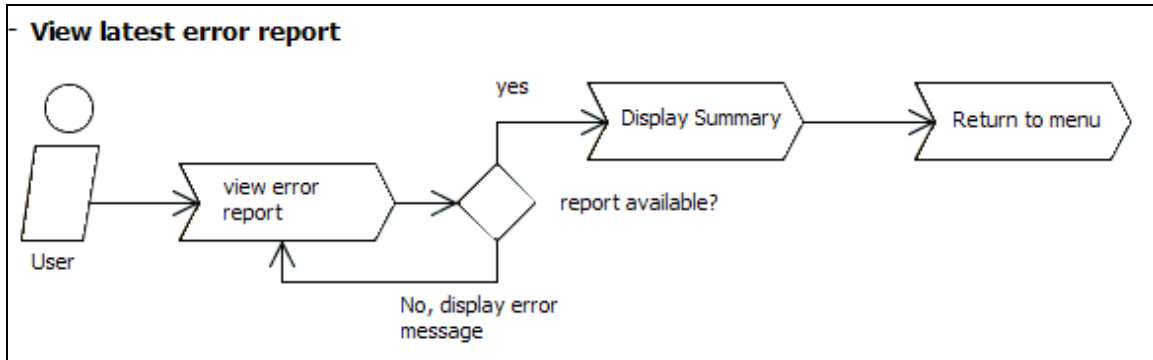 - View latest error report
yes
Display Summary
Return to menu
view error
report
report available?
User
No, display error
message